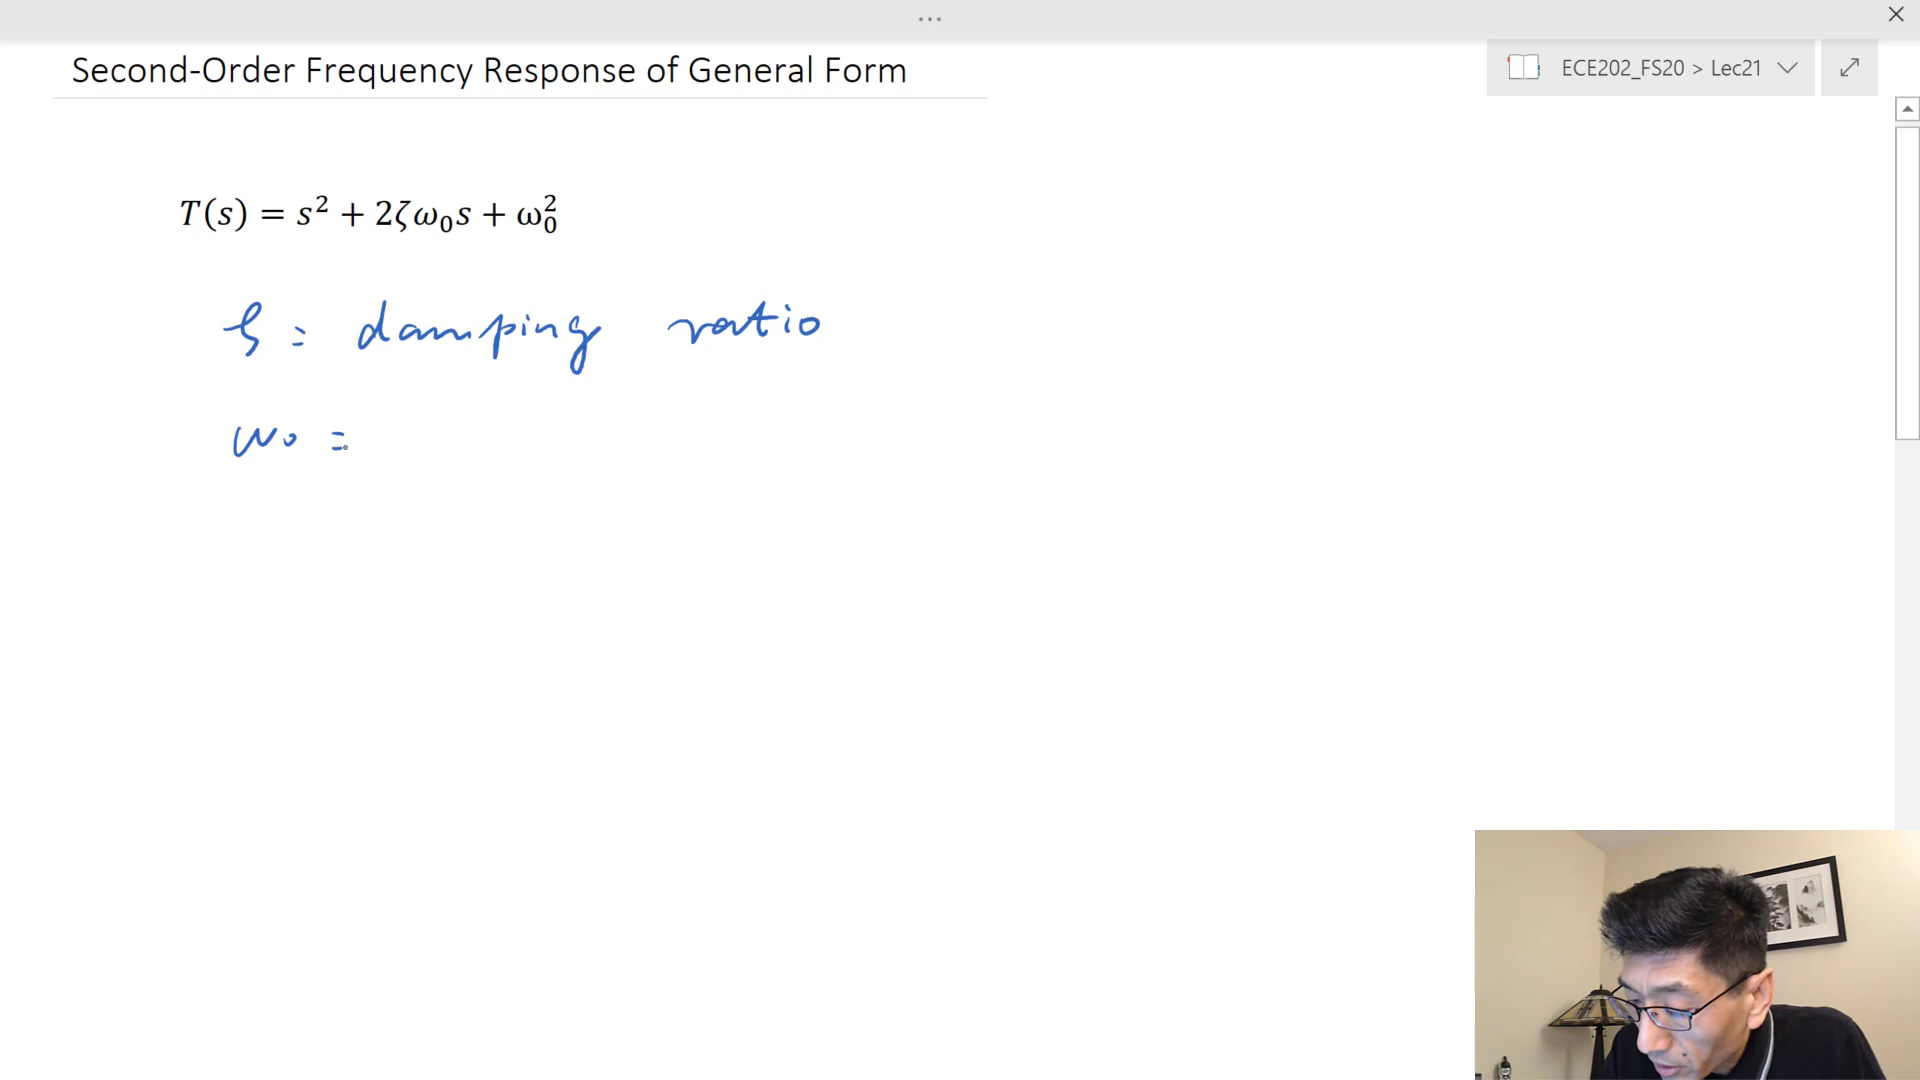 ...
Second-Order Frequency Response of General Form
ECE202_FS20 > Lec21
T(s) = s² + 2ζω₀s + ω₀²
ζ = damping ratio
ω₀ =